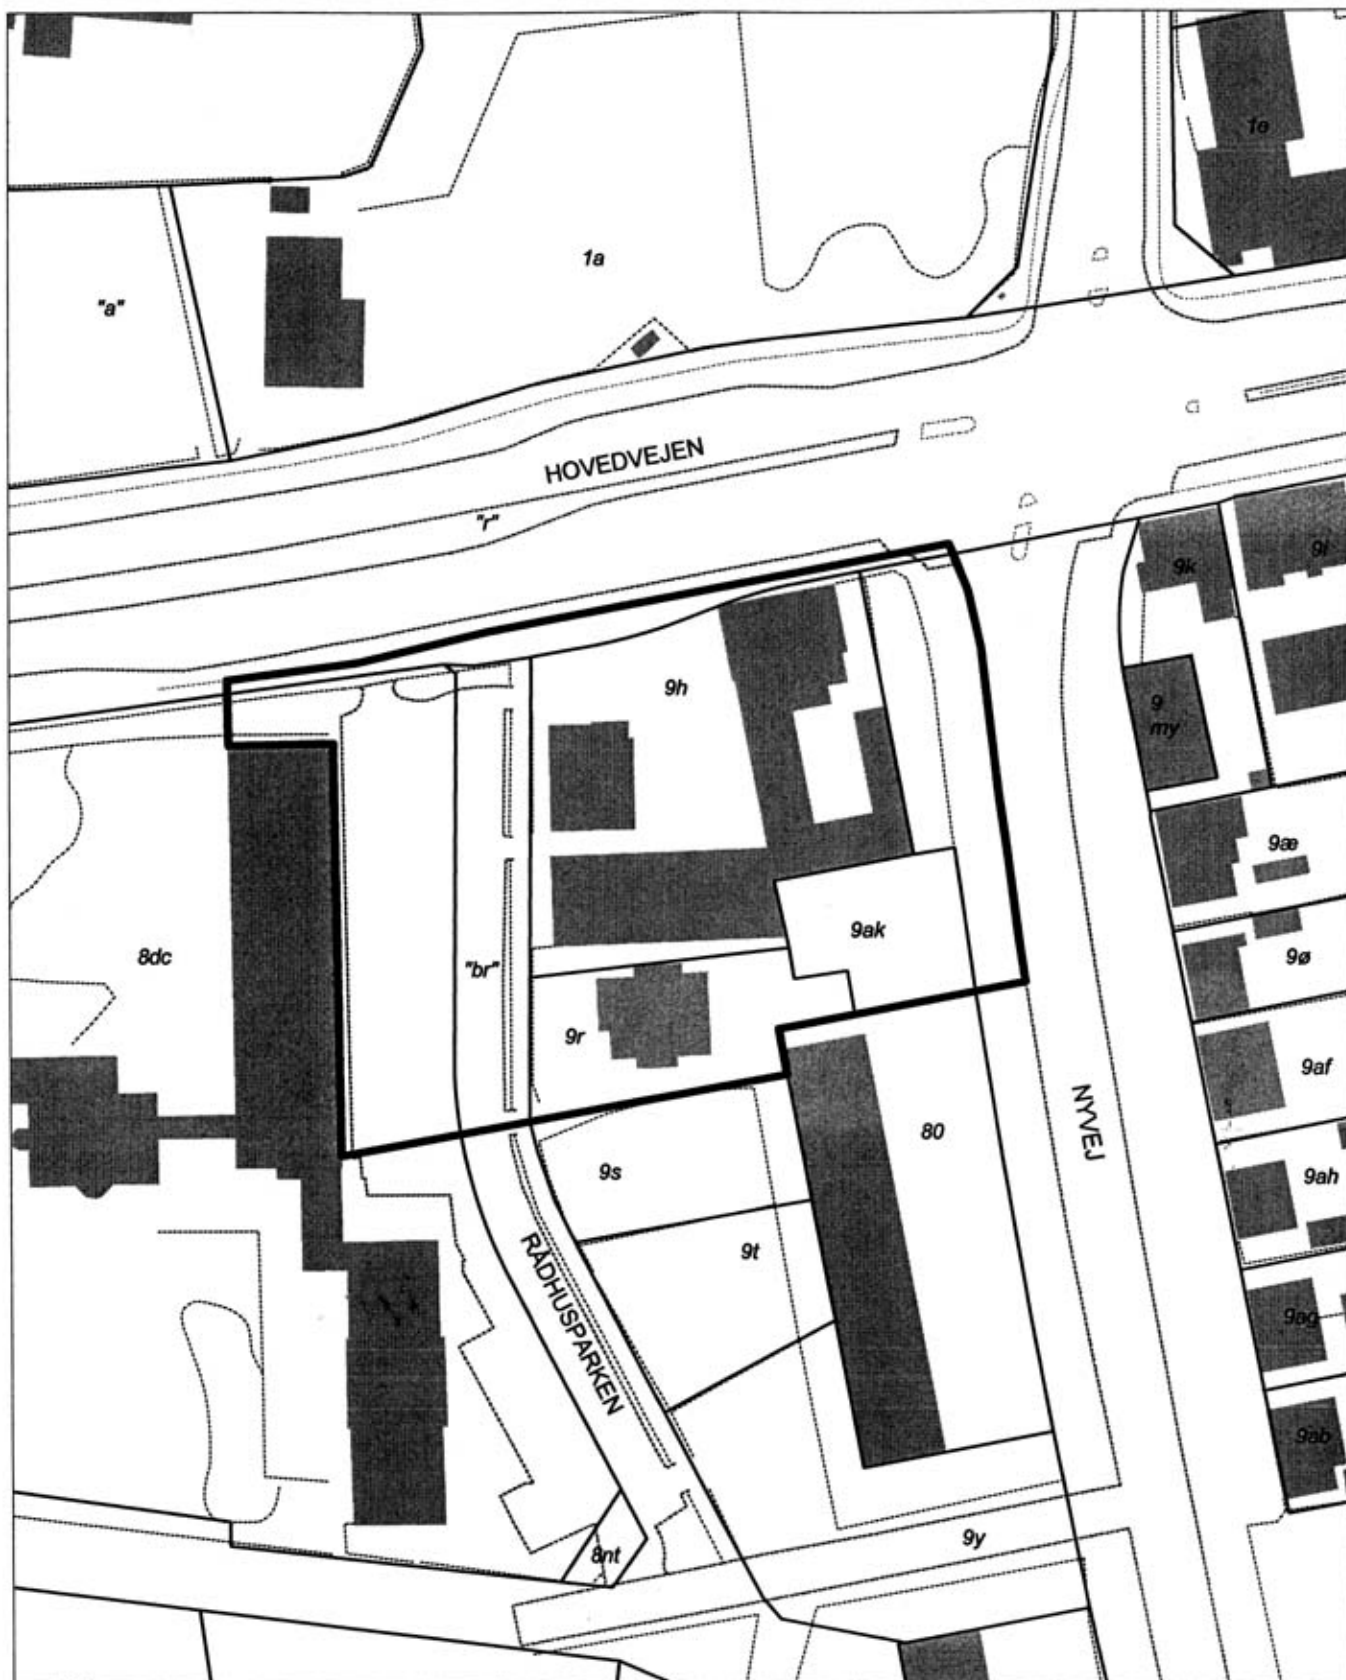 1e
1a
"a"
HOVEDVEJEN
"r"
9k
9i
9h
9
my
9æ
9ak
8dc
"br"
9ø
9r
9af
NYVEJ
80
9s
9ah
9t
RÅDHUSPARKEN
9ag
9ab
9y
8nt